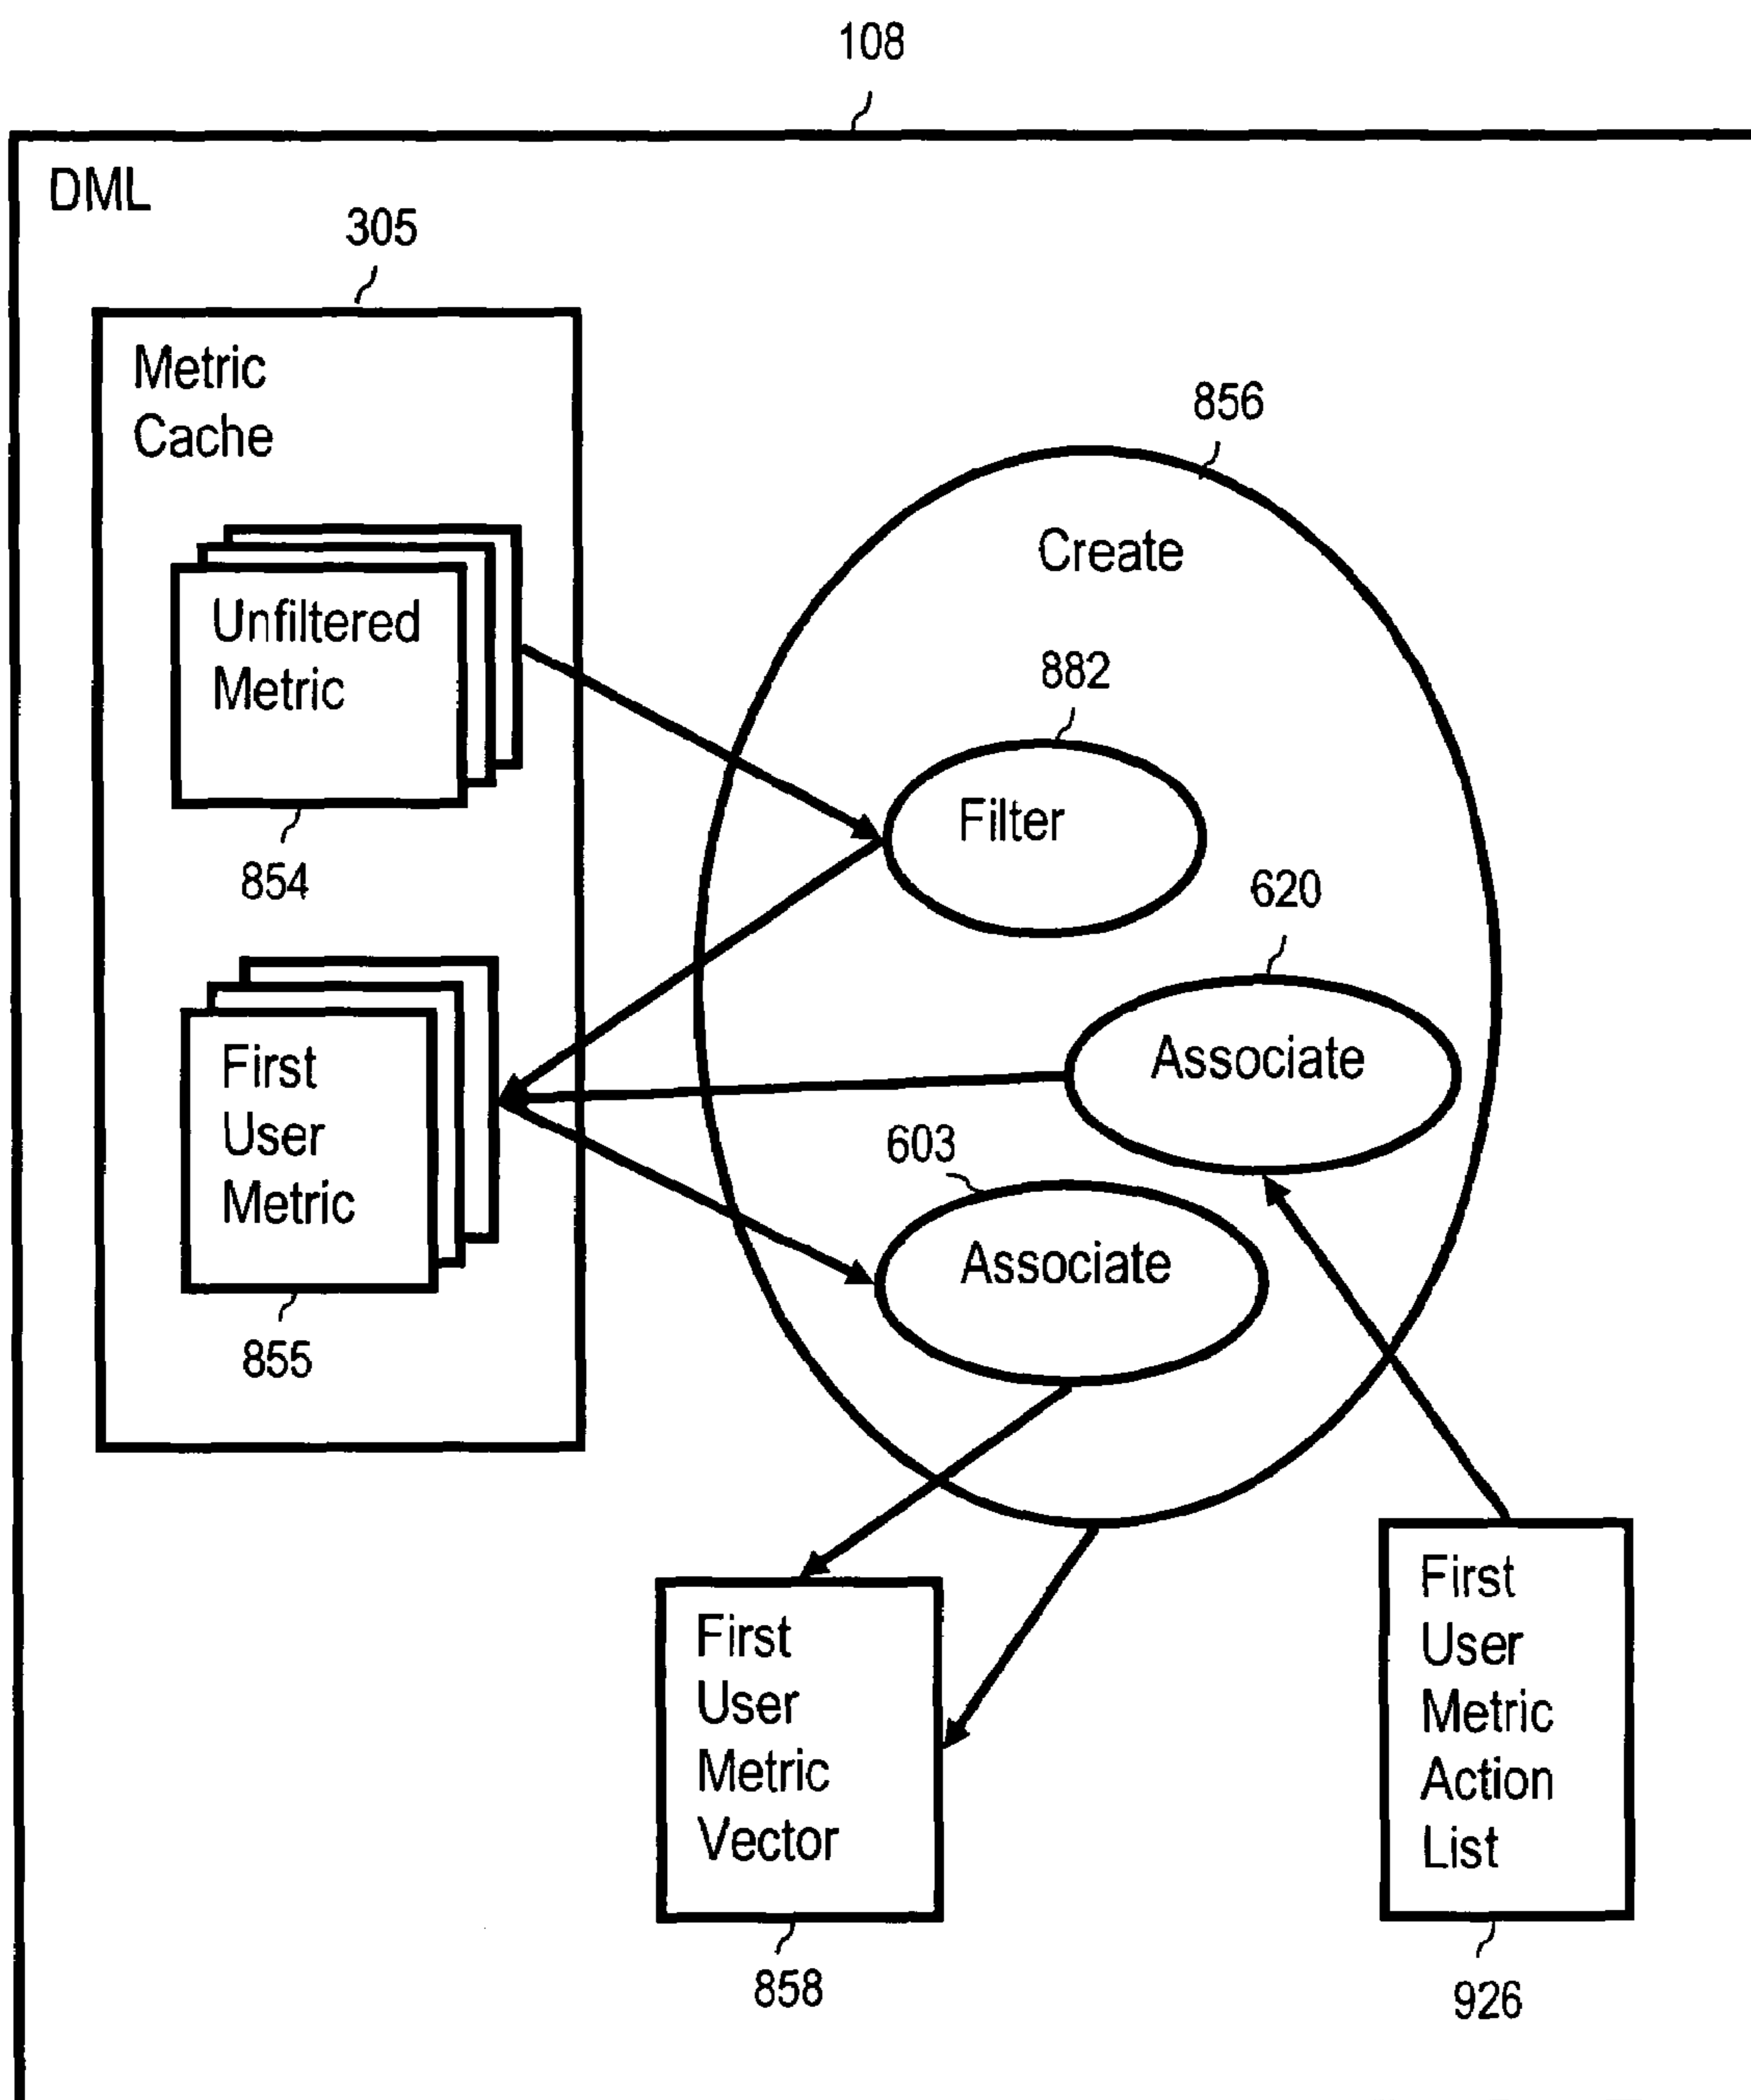 108
DML
305
Metric
Cache
856
Create
Unfiltered
Metric
882
Filter
854
620
Associate
First
User
Metric
603
Associate
855
First
User
Metric
Vector
First
User
Metric
Action
List
858
926